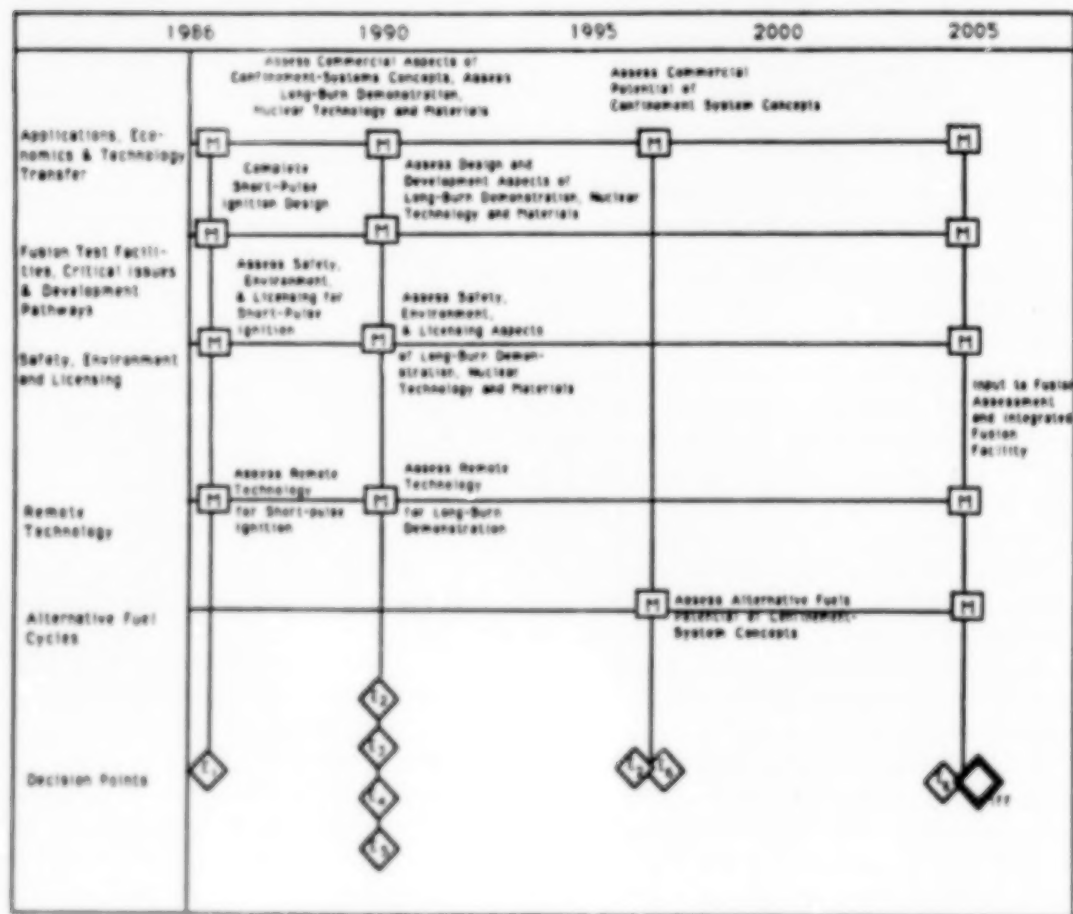 1986 1990 1995 2000 2005
Assess Commercial Aspects of
Confinement-Systems Concepts, Assess
Long-Burn Demonstration,
Nuclear Technology and Materials
Assess Commercial
Potential of
Confinement System Concepts
Applications, Eco-
nomics & Technology
Transfer
M M M M
Complete
Short-Pulse
Ignition Design
Assess Design and
Development Aspects of
Long-Burn Demonstration, Nuclear
Technology and Materials
M M M
Fusion Test Facili-
ties, Critical Issues
& Development
Pathways
Assess Safety,
Environment,
& Licensing for
Short-Pulse
Ignition
Assess Safety,
Environment,
& Licensing Aspects
of Long-Burn Demon-
stration, Nuclear
Technology and Materials
M M M
Safety, Environment
and Licensing
Input to Fusion
Assessment
and Integrated
Fusion
Facility
Assess Remote
Technology
for Short-pulse
Ignition
Assess Remote
Technology
for Long-Burn
Demonstration
M M M
Remote
Technology
M M
Assess Alternative Fuels
Potential of Confinement-
System Concepts
Alternative Fuel
Cycles
Decision Points